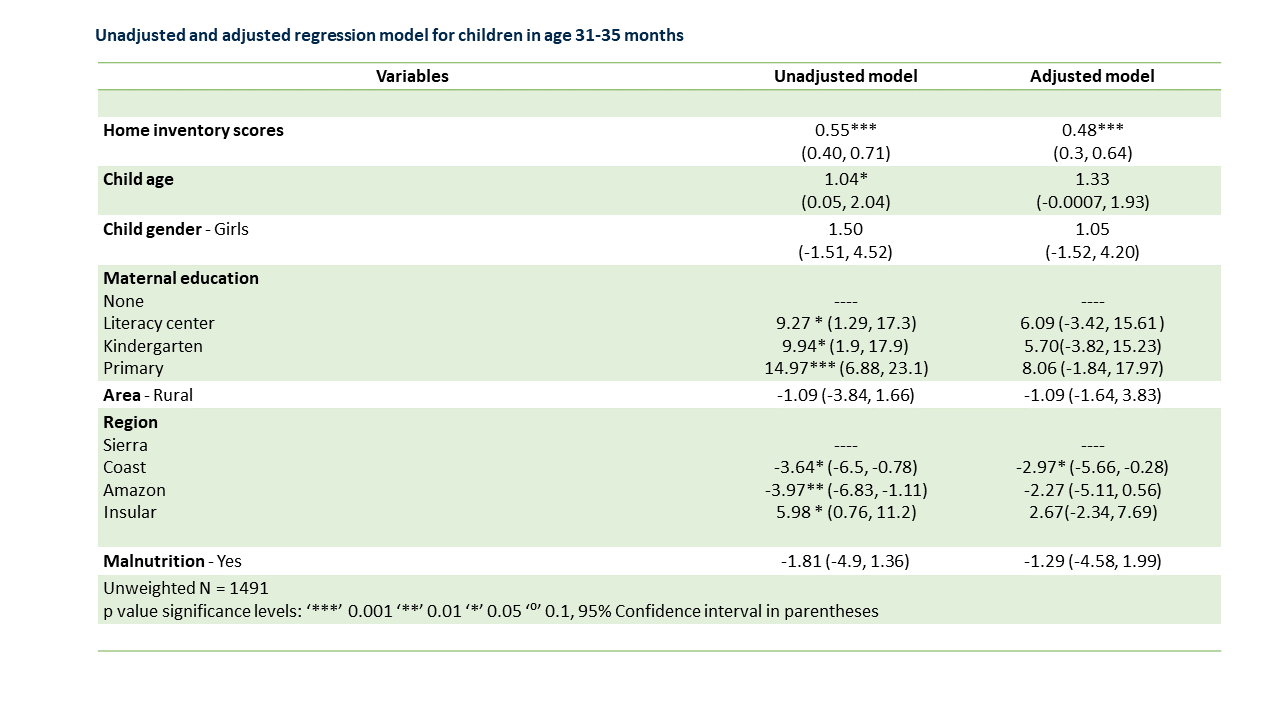 Unadjusted and adjusted regression model for children in age 31-35 months
Variables Unadjusted model Adjusted model
Home inventory scores 0.55*** 0.48***
(0.40, 0.71) (0.3, 0.64)
Child age 1.04* 1.33
(0.05, 2.04) (-0.0007, 1.93)
Child gender - Girls 1.50 1.05
(-1.51, 4.52) (-1.52, 4.20)
Maternal education
None ---- ----
Literacy center 9.27 * (1.29, 17.3) 6.09 (-3.42, 15.61)
Kindergarten 9.94* (1.9, 17.9) 5.70(-3.82, 15.23)
Primary 14.97*** (6.88, 23.1) 8.06 (-1.84, 17.97)
Area - Rural -1.09 (-3.84, 1.66) -1.09 (-1.64, 3.83)
Region
Sierra ---- ----
Coast -3.64* (-6.5, -0.78) -2.97* (-5.66, -0.28)
Amazon -3.97** (-6.83, -1.11) -2.27 (-5.11, 0.56)
Insular 5.98 * (0.76, 11.2) 2.67(-2.34, 7.69)
Malnutrition - Yes -1.81 (-4.9, 1.36) -1.29 (-4.58, 1.99)
Unweighted N = 1491
p value significance levels: ‘***’ 0.001 ‘**’ 0.01 ‘*’ 0.05 ‘⁰’ 0.1, 95% Confidence interval in parentheses